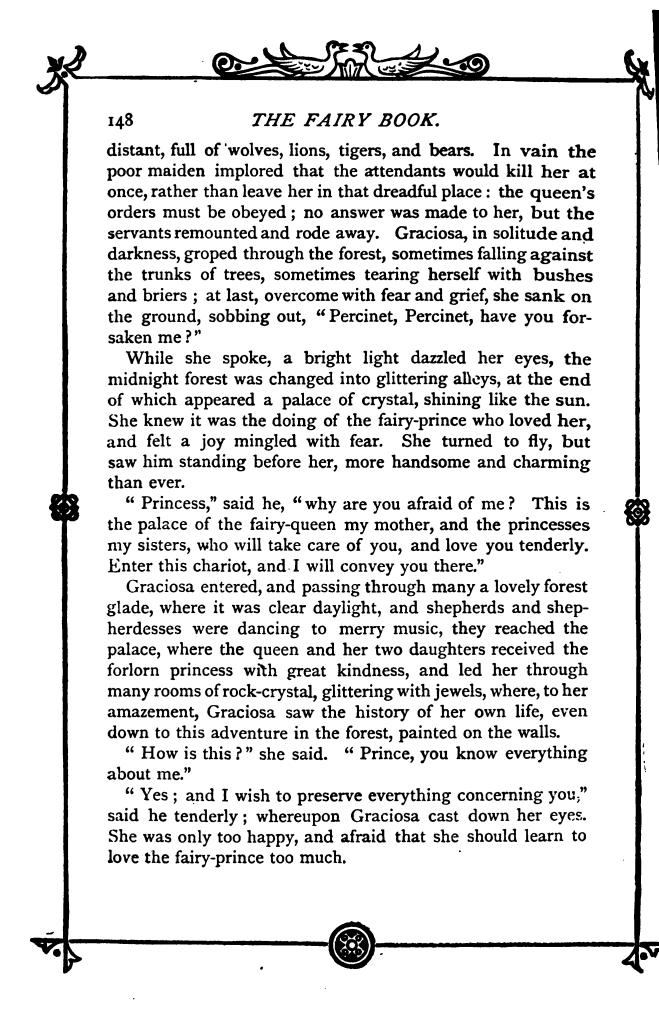 148 THE FAIRY BOOK.
distant, full of wolves, lions, tigers, and bears. In vain the
poor maiden implored that the attendants would kill her at
once, rather than leave her in that dreadful place : the queen's
orders must be obeyed ; no answer was made to her, but the
servants remounted and rode away. Graciosa, in solitude and
darkness, groped through the forest, sometimes falling against
the trunks of trees, sometimes tearing herself with bushes
and briers ; at last, overcome with fear and grief, she sank on
the ground, sobbing out, "Percinet, Percinet, have you for-
saken me ?"
While she spoke, a bright light dazzled her eyes, the
midnight forest was changed into glittering alleys, at the end
of which appeared a palace of crystal, shining like the sun.
She knew it was the doing of the fairy-prince who loved her,
and felt a joy mingled with fear. She turned to fly, but
saw him standing before her, more handsome and charming
than ever.
" Princess," said he, "why are you afraid of me ? This is
the palace of the fairy-queen my mother, and the princesses
my sisters, who will take care of you, and love you tenderly.
Enter this chariot, and I will convey you there."
Graciosa entered, and passing through many a lovely forest
glade, where it was clear daylight, and shepherds and shep-
herdesses were dancing to merry music, they reached the
palace, where the queen and her two daughters received the
forlorn princess with great kindness, and led her through
many rooms of rock-crystal, glittering with jewels, where, to her
amazement, Graciosa saw the history of her own life, even
down to this adventure in the forest, painted on the walls.
" How is this ?" she said. " Prince, you know everything
about me."
" Yes ; and I wish to preserve everything concerning you,"
said he tenderly ; whereupon Graciosa cast down her eyes.
She was only too happy, and afraid that she should learn to
love the fairy-prince too much.